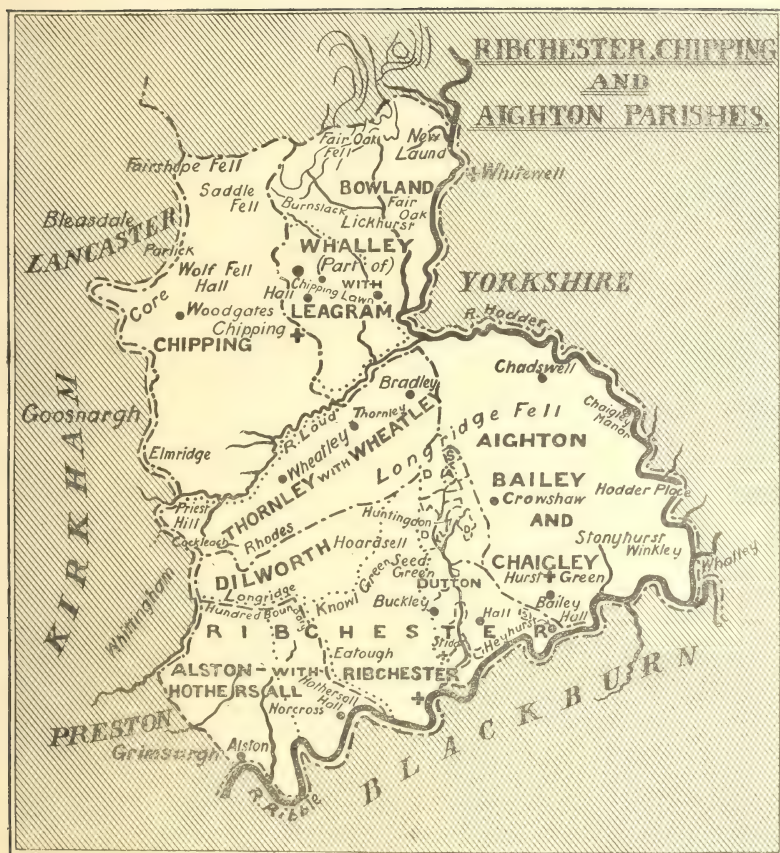 RIBCHESTER, CHIPPING
AND
AIGHTON PARISHES.
Fair Oak
Fell
New
Laund
Whitewell
Fairshope Fell
Saddle
Fell
BOWLAND
Fair
Oak
Burnslack
Lickhurst
Bleasdale
LANCASTER
Parlick
WHALLEY
(Part of)
WITH
LEAGRAM
Wolf Fell
Hall
Chipping Lawn
Hall
YORKSHIRE
Core
Woodgates
Chipping
CHIPPING
R. Hodder
Chadswell
Bradley
KIRKHAM
Goosnargh
Thornley
R. Loud
Wheatley
THORNLEY WITH WHEATLEY
Longridge Fell
Chaigley
Manor
AIGHTON
BAILEY
AND
CHAIGLEY
Crowshaw
Hodder Place
Elmridge
Priest
Hill
Cockleach
Rhodes
Huntingdon
D
D
D
Stonyhurst
Winkley
Whalley
DILWORTH
Hoardsell
Green Seed
Green
DUTTON
Hurst Green
Whittingham
Longridge
Hundred Boundary
Knowl
Buckley
Hall
Bailey
Hall
Heyhurst
RIBCHESTER
Stidd
Eatough
ALSTON-WITH
HOTHERSALL
RIBCHESTER
Hothersall
Hall
Norcross
PRESTON
Grimsargh
Alston
R. Ribble
BLACKBURN